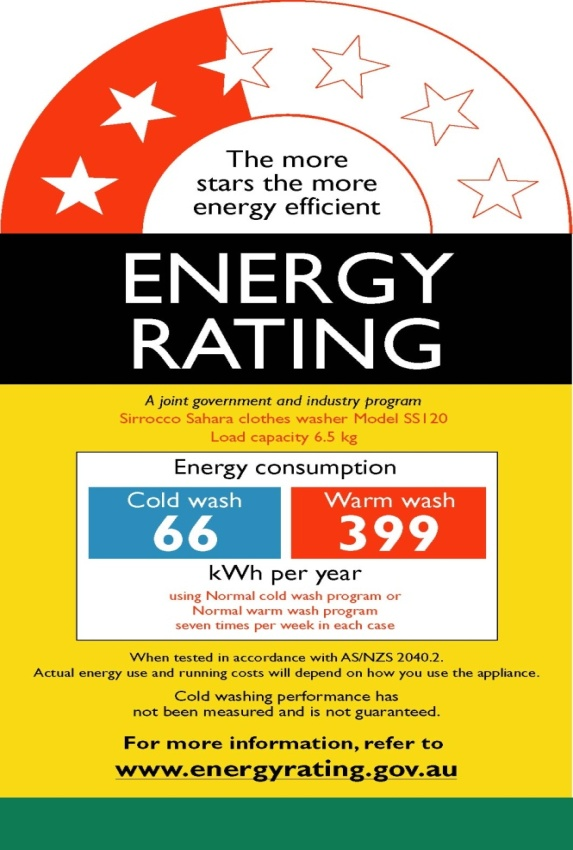 The more
stars the more
energy efficient
ENERGY
RATING
A joint government and industry program
Sirrocco Sahara clothes washer Model SS120
Load capacity 6.5 kg
Energy consumption
Cold wash
66
Warm wash
399
kWh per year
using Normal cold wash program or
Normal warm wash program
seven times per week in each case
When tested in accordance with AS/NZS 2040.2.
Actual energy use and running costs will depend on how you use the appliance.
Cold washing performance has
not been measured and is not guaranteed.
For more information, refer to
www.energyrating.gov.au